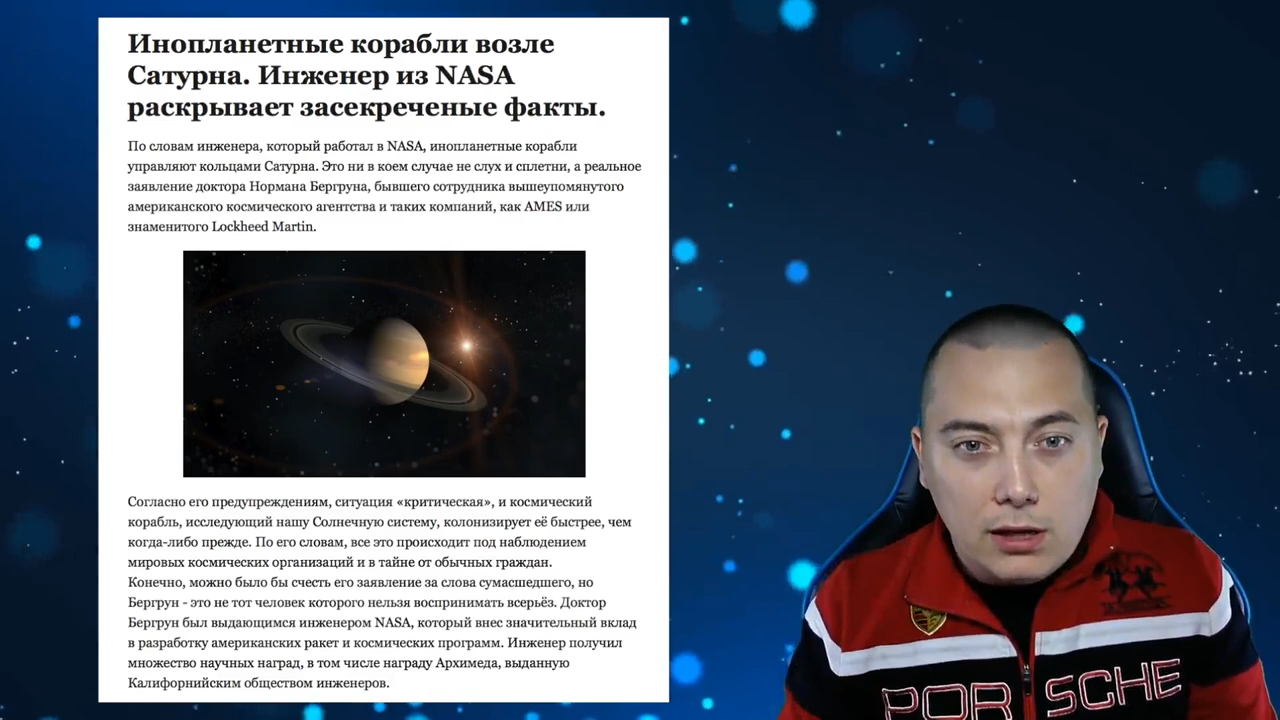 Инопланетные корабли возле
Сатурна. Инженер из NASA
раскрывает засекреченые факты.
По словам инженера, который работал в NASA, инопланетные корабли
управляют кольцами Сатурна. Это ни в коем случае не слух и сплетни, а реальное
заявление доктора Нормана Бергруна, бывшего сотрудника вышеупомянутого
американского космического агентства и таких компаний, как AMES или
знаменитого Lockheed Martin.
Согласно его предупреждениям, ситуация «критическая», и космический
корабль, исследующий нашу Солнечную систему, колонизирует её быстрее, чем
когда-либо прежде. По его словам, все это происходит под наблюдением
мировых космических организаций и в тайне от обычных граждан.
Конечно, можно было бы счесть его заявление за слова сумасшедшего, но
Бергрун - это не тот человек которого нельзя воспринимать всерьёз. Доктор
Бергрун был выдающимся инженером NASA, который внес значительный вклад
в разработку американских ракет и космических программ. Инженер получил
множество научных наград, в том числе награду Архимеда, выданную
Калифорнийским обществом инженеров.
PORSCHE